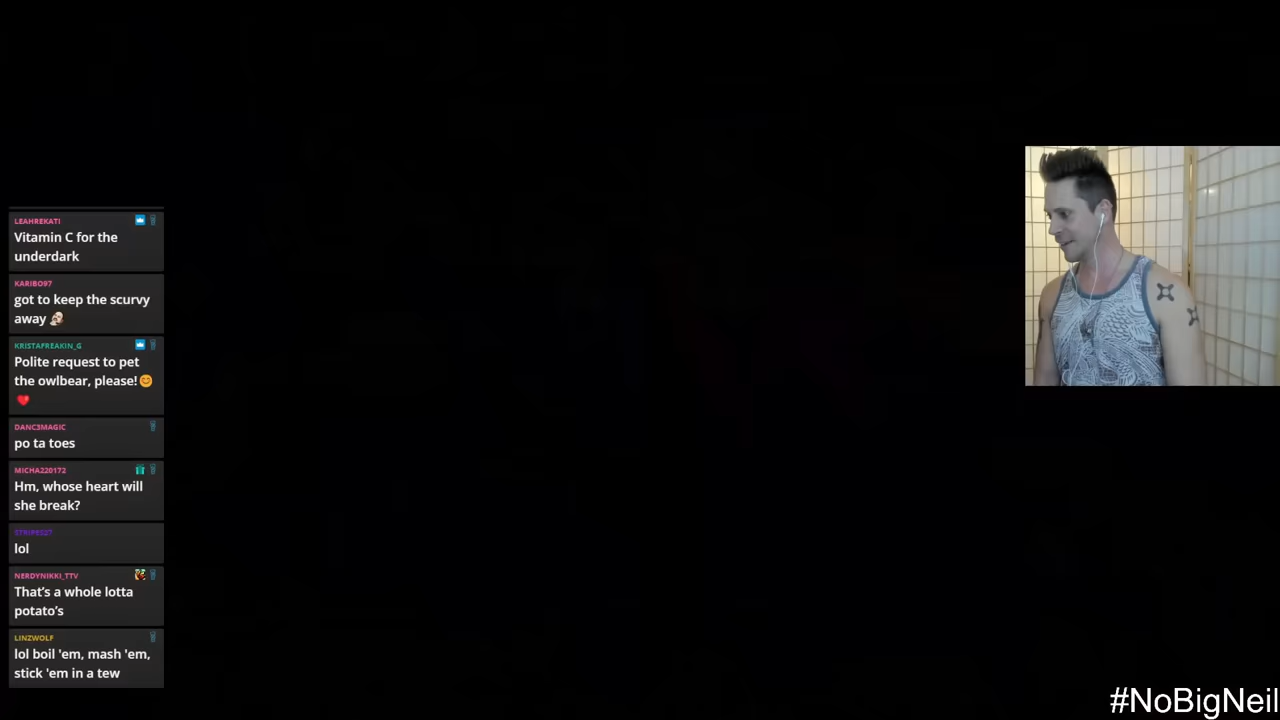 LEAHREKATI
Vitamin C for the
underdark
KARIBO97
got to keep the scurvy
away
KRISTAFREAKIN_G
Polite request to pet
the owlbear, please!😊
❤️
DANC3MAGIC
po ta toes
MICHA220172
Hm, whose heart will
she break?
lol
NERDYNIKKI_TTV
That's a whole lotta
potato's
LINZWOLF
lol boil 'em, mash 'em,
stick 'em in a tew
#NoBigNeil